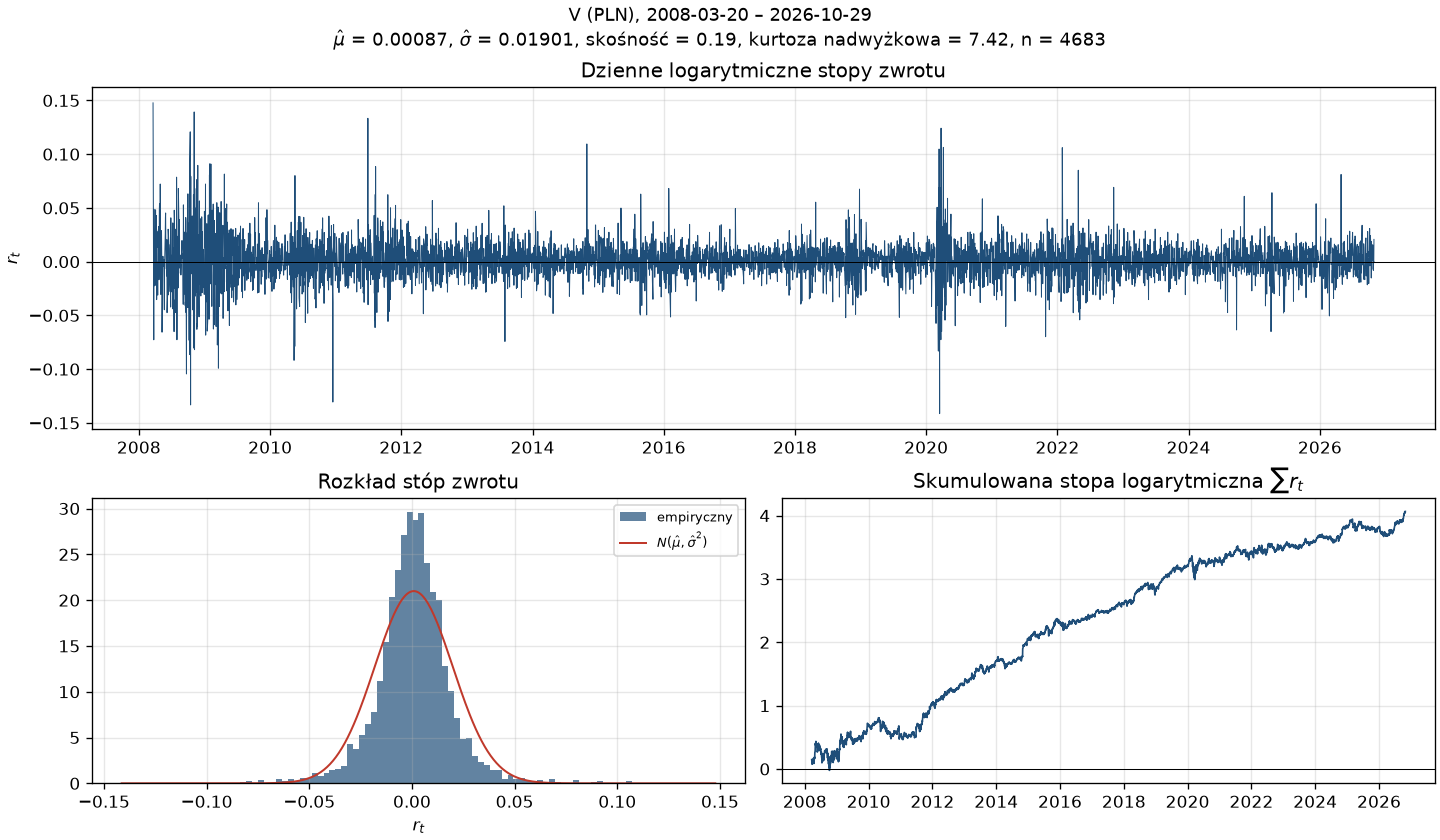 V (PLN), 2008-03-20 – 2026-10-29
μ̂ = 0.00087, σ̂ = 0.01901, skośność = 0.19, kurtoza nadwyżkowa = 7.42, n = 4683
Dzienne logarytmiczne stopy zwrotu
0.15
0.10
0.05
0.00
−0.05
−0.10
−0.15
r_t
2008 2010 2012 2014 2016 2018 2020 2022 2024 2026
Rozkład stóp zwrotu
30
25
20
15
10
5
0
empiryczny
N(μ̂, σ̂²)
−0.15 −0.10 −0.05 0.00 0.05 0.10 0.15
r_t
Skumulowana stopa logarytmiczna ∑r_t
4
3
2
1
0
2008 2010 2012 2014 2016 2018 2020 2022 2024 2026